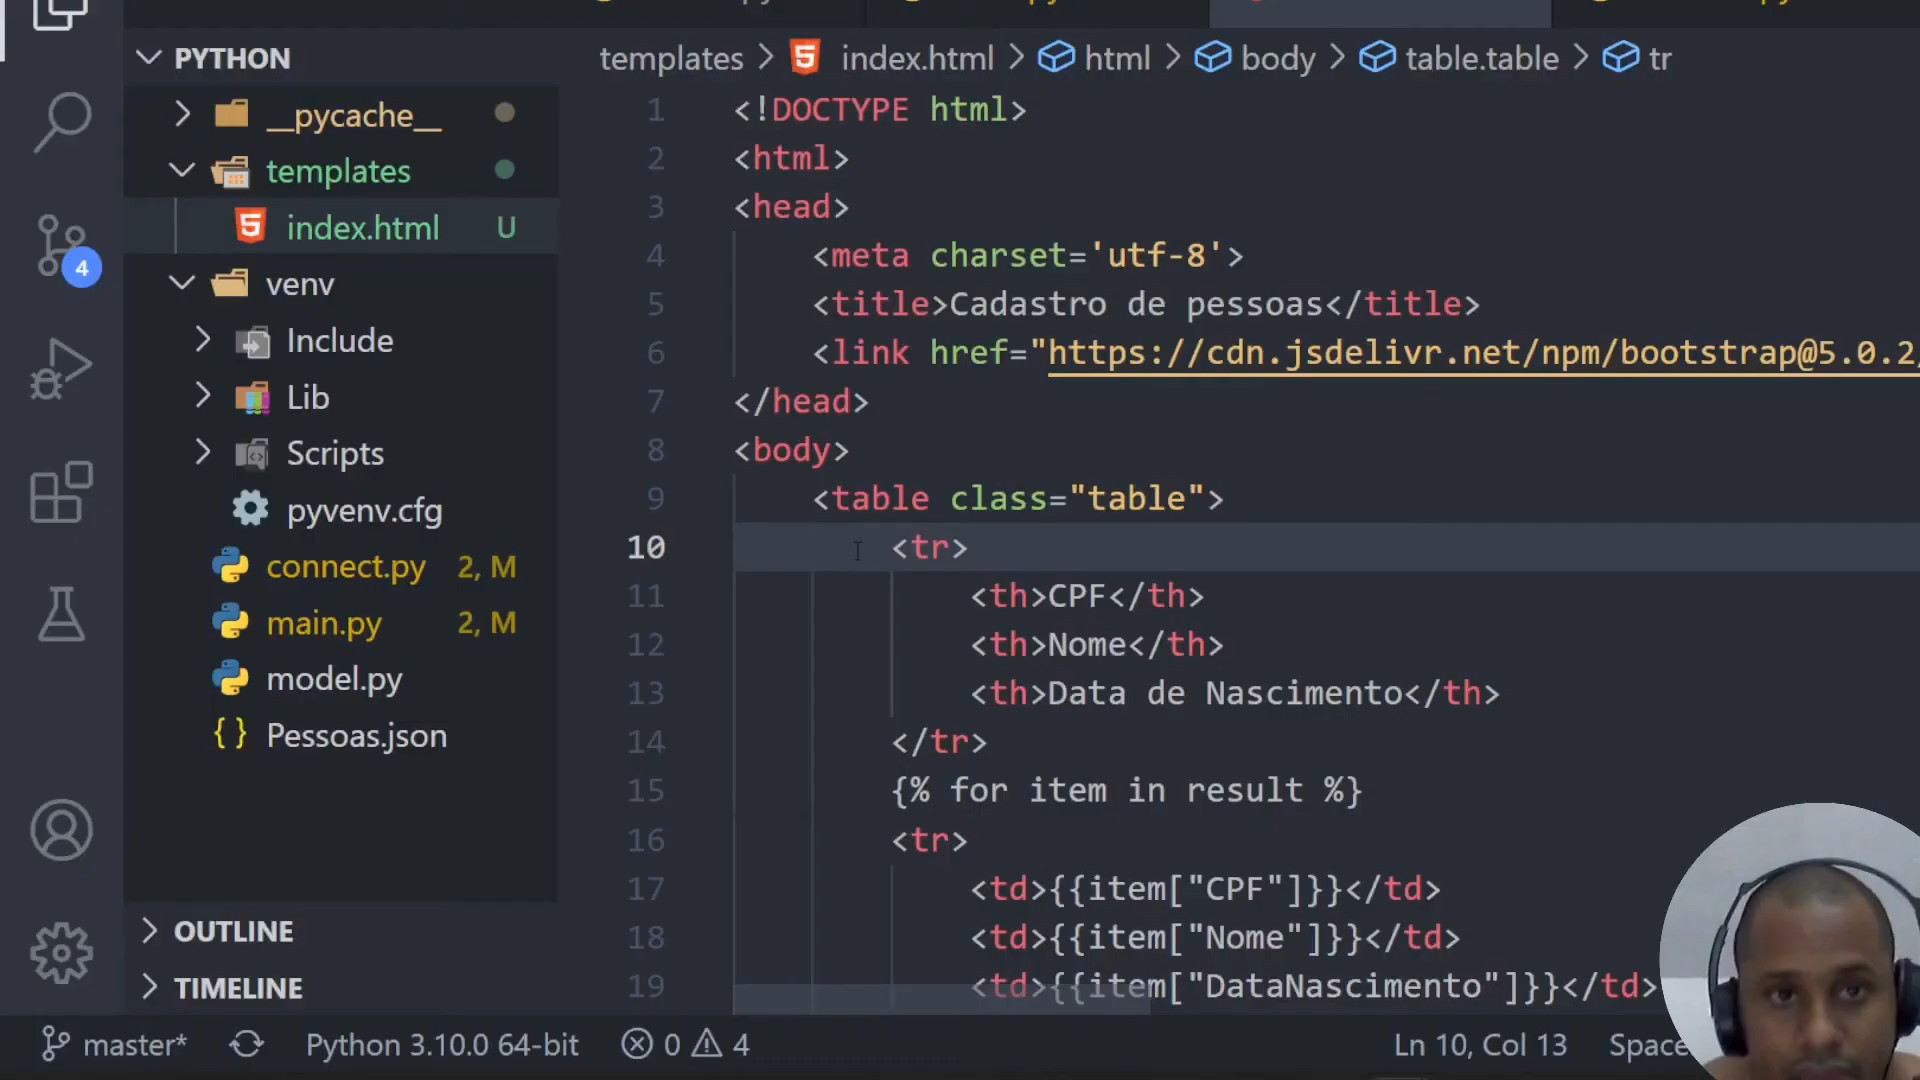 PYTHON
__pycache__
templates
index.html U
venv
Include
Lib
Scripts
pyvenv.cfg
connect.py 2, M
main.py 2, M
model.py
{} Pessoas.json
OUTLINE
TIMELINE
4
templates > index.html > html > body > table.table > tr
1 <!DOCTYPE html>
2 <html>
3 <head>
4 <meta charset='utf-8'>
5 <title>Cadastro de pessoas</title>
6 <link href="https://cdn.jsdelivr.net/npm/bootstrap@5.0.2/
7 </head>
8 <body>
9 <table class="table">
10 <tr>
11 <th>CPF</th>
12 <th>Nome</th>
13 <th>Data de Nascimento</th>
14 </tr>
15 {% for item in result %}
16 <tr>
17 <td>{{item["CPF"]}}</td>
18 <td>{{item["Nome"]}}</td>
19 <td>{{item["DataNascimento"]}}</td>
master* Python 3.10.0 64-bit 0 4 Ln 10, Col 13